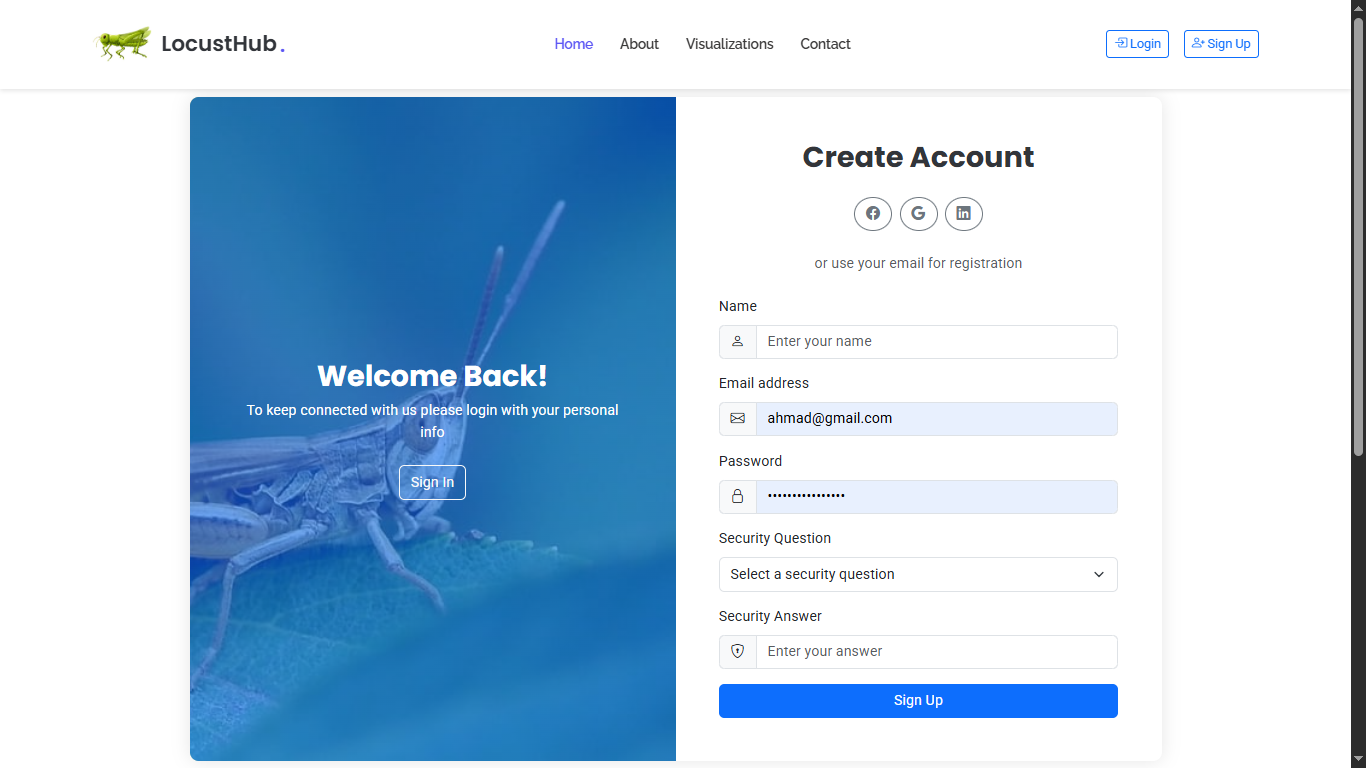 LocustHub.
Home About Visualizations Contact
Login Sign Up
Welcome Back!
To keep connected with us please login with your personal
info
Sign In
Create Account
or use your email for registration
Name
Enter your name
Email address
ahmad@gmail.com
Password
••••••••••••••••
Security Question
Select a security question
Security Answer
Enter your answer
Sign Up